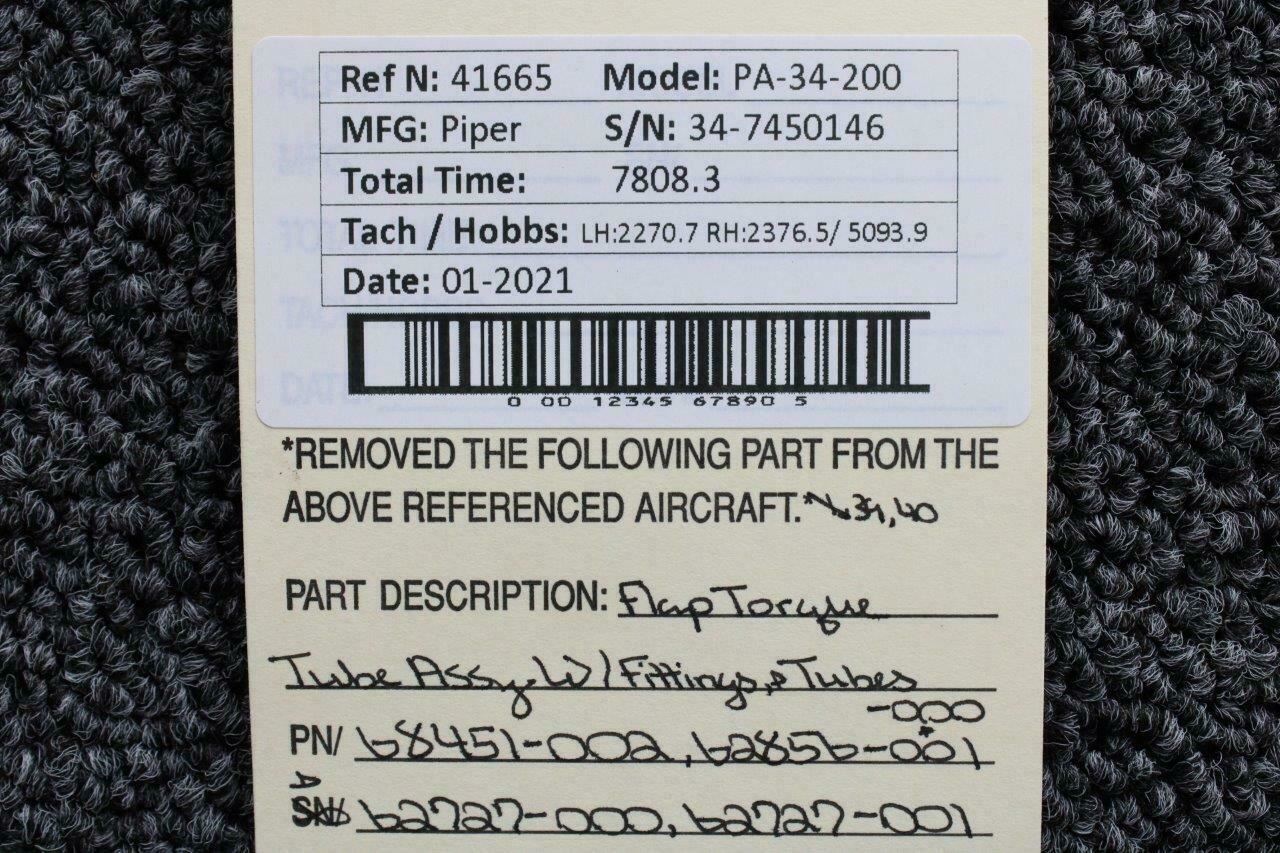 Ref N: 41665 Model: PA-34-200
MFG: Piper S/N: 34-7450146
Total Time: 7808.3
Tach / Hobbs: LH:2270.7 RH:2376.5/ 5093.9
Date: 01-2021
0 00 12345 67890 5
*REMOVED THE FOLLOWING PART FROM THE
ABOVE REFERENCED AIRCRAFT.* 39,40
PART DESCRIPTION: Flap Torque
Tube Assy. W/ Fittings, & Tubes
-000
PN/ 68451-002, 62856-001
62727-000, 62727-001